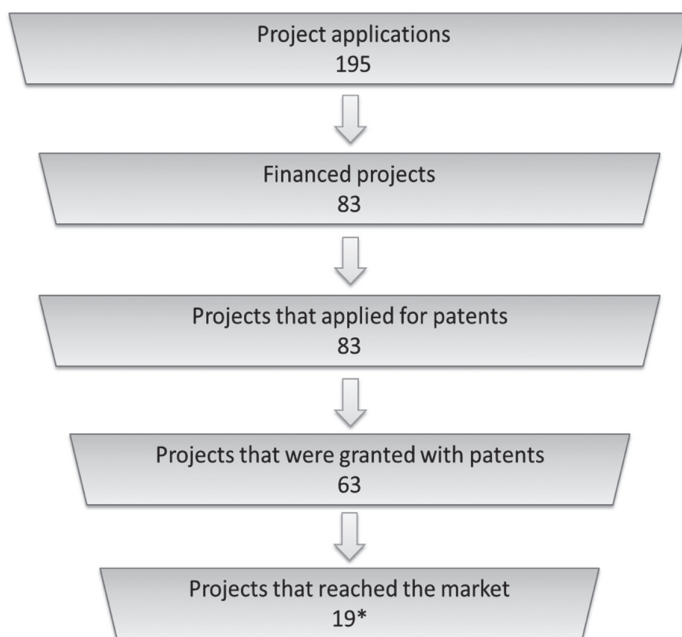 Project applications
195
Financed projects
83
Projects that applied for patents
83
Projects that were granted with patents
63
Projects that reached the market
19*